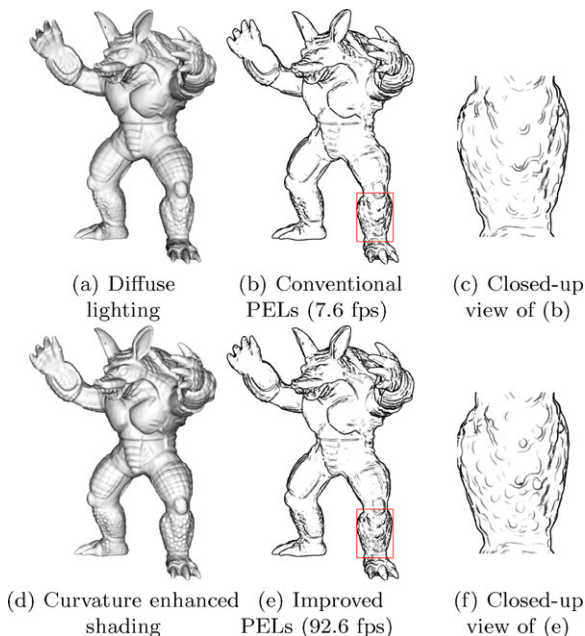 (a) Diffuse lighting
(b) Conventional PELs (7.6 fps)
(c) Closed-up view of (b)
(d) Curvature enhanced shading
(e) Improved PELs (92.6 fps)
(f) Closed-up view of (e)